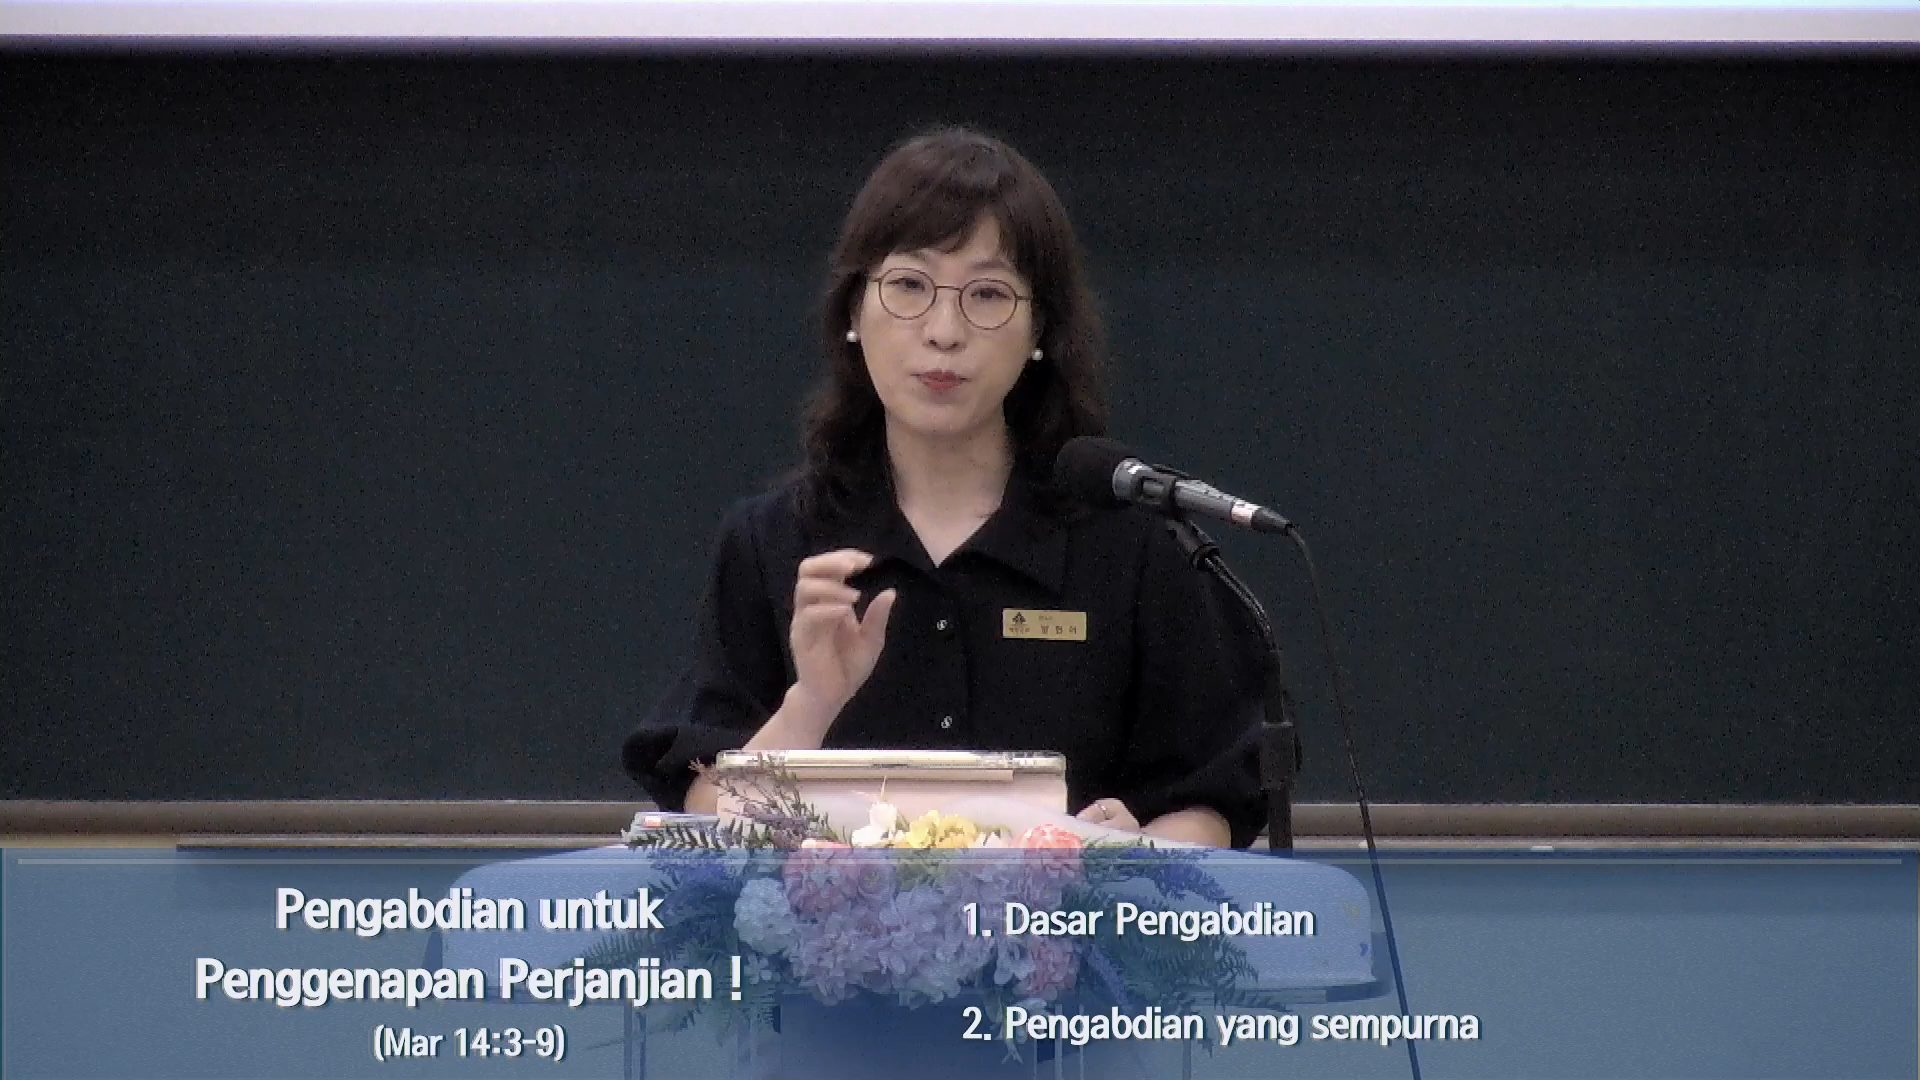 Pengabdian untuk
Penggenapan Perjanjian !
(Mar 14:3-9)
1. Dasar Pengabdian
2. Pengabdian yang sempurna